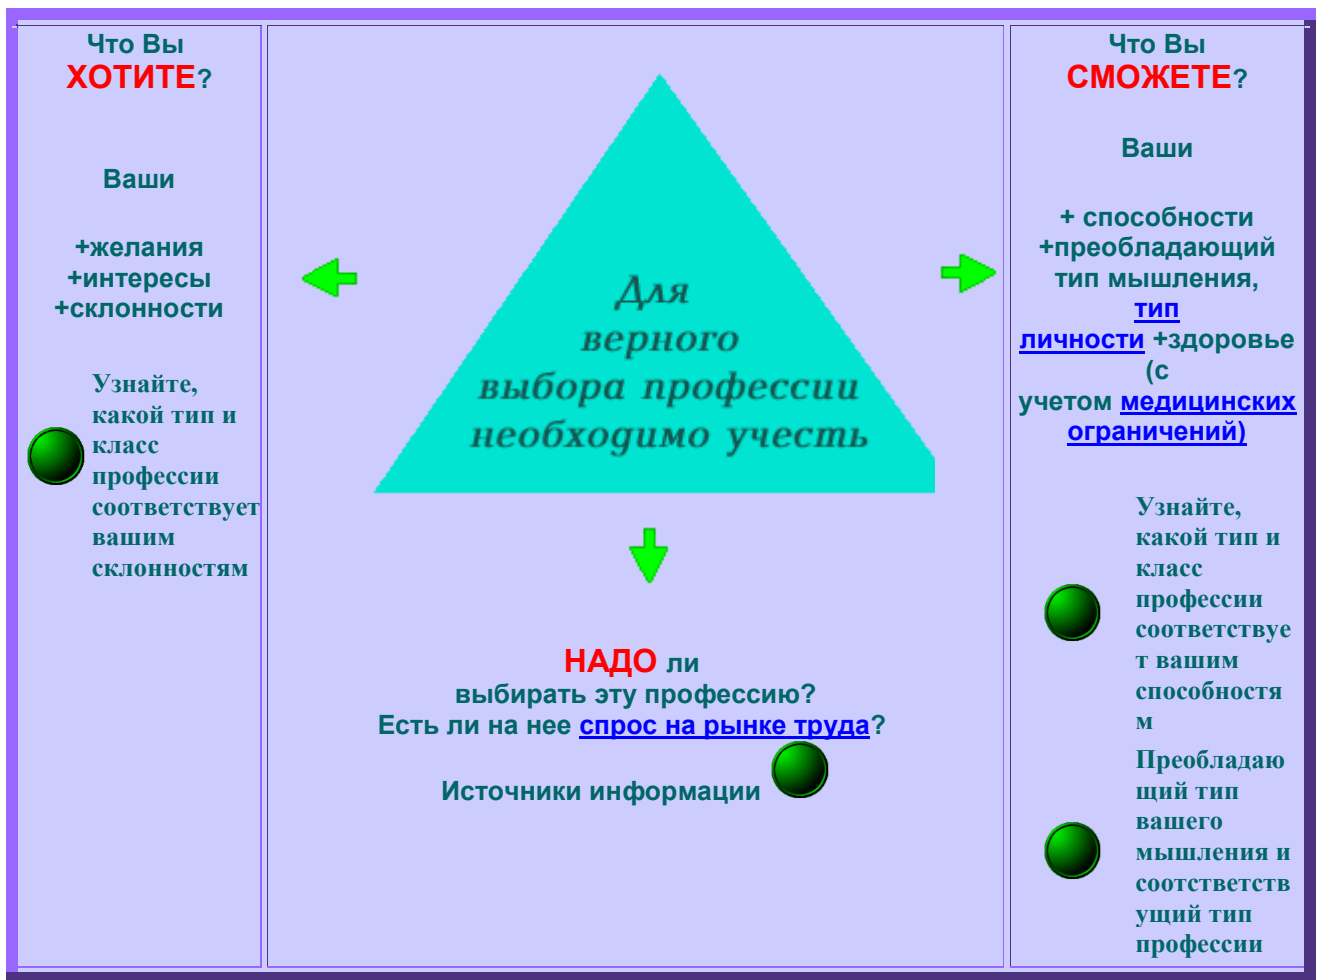 Что Вы
ХОТИТЕ?
Ваши
+желания
+интересы
+склонности
Узнайте,
какой тип и
класс
профессии
соответствует
вашим
склонностям
Для
верного
выбора профессии
необходимо учесть
НАДО ли
выбирать эту профессию?
Есть ли на нее спрос на рынке труда?
Источники информации
Что Вы
СМОЖЕТЕ?
Ваши
+ способности
+преобладающий
тип мышления,
тип
личности +здоровье
(с
учетом медицинских
ограничений)
Узнайте,
какой тип и
класс
профессии
соответствуе
т вашим
способностя
м
Преобладаю
щий тип
вашего
мышления и
соотстветств
ущий тип
профессии